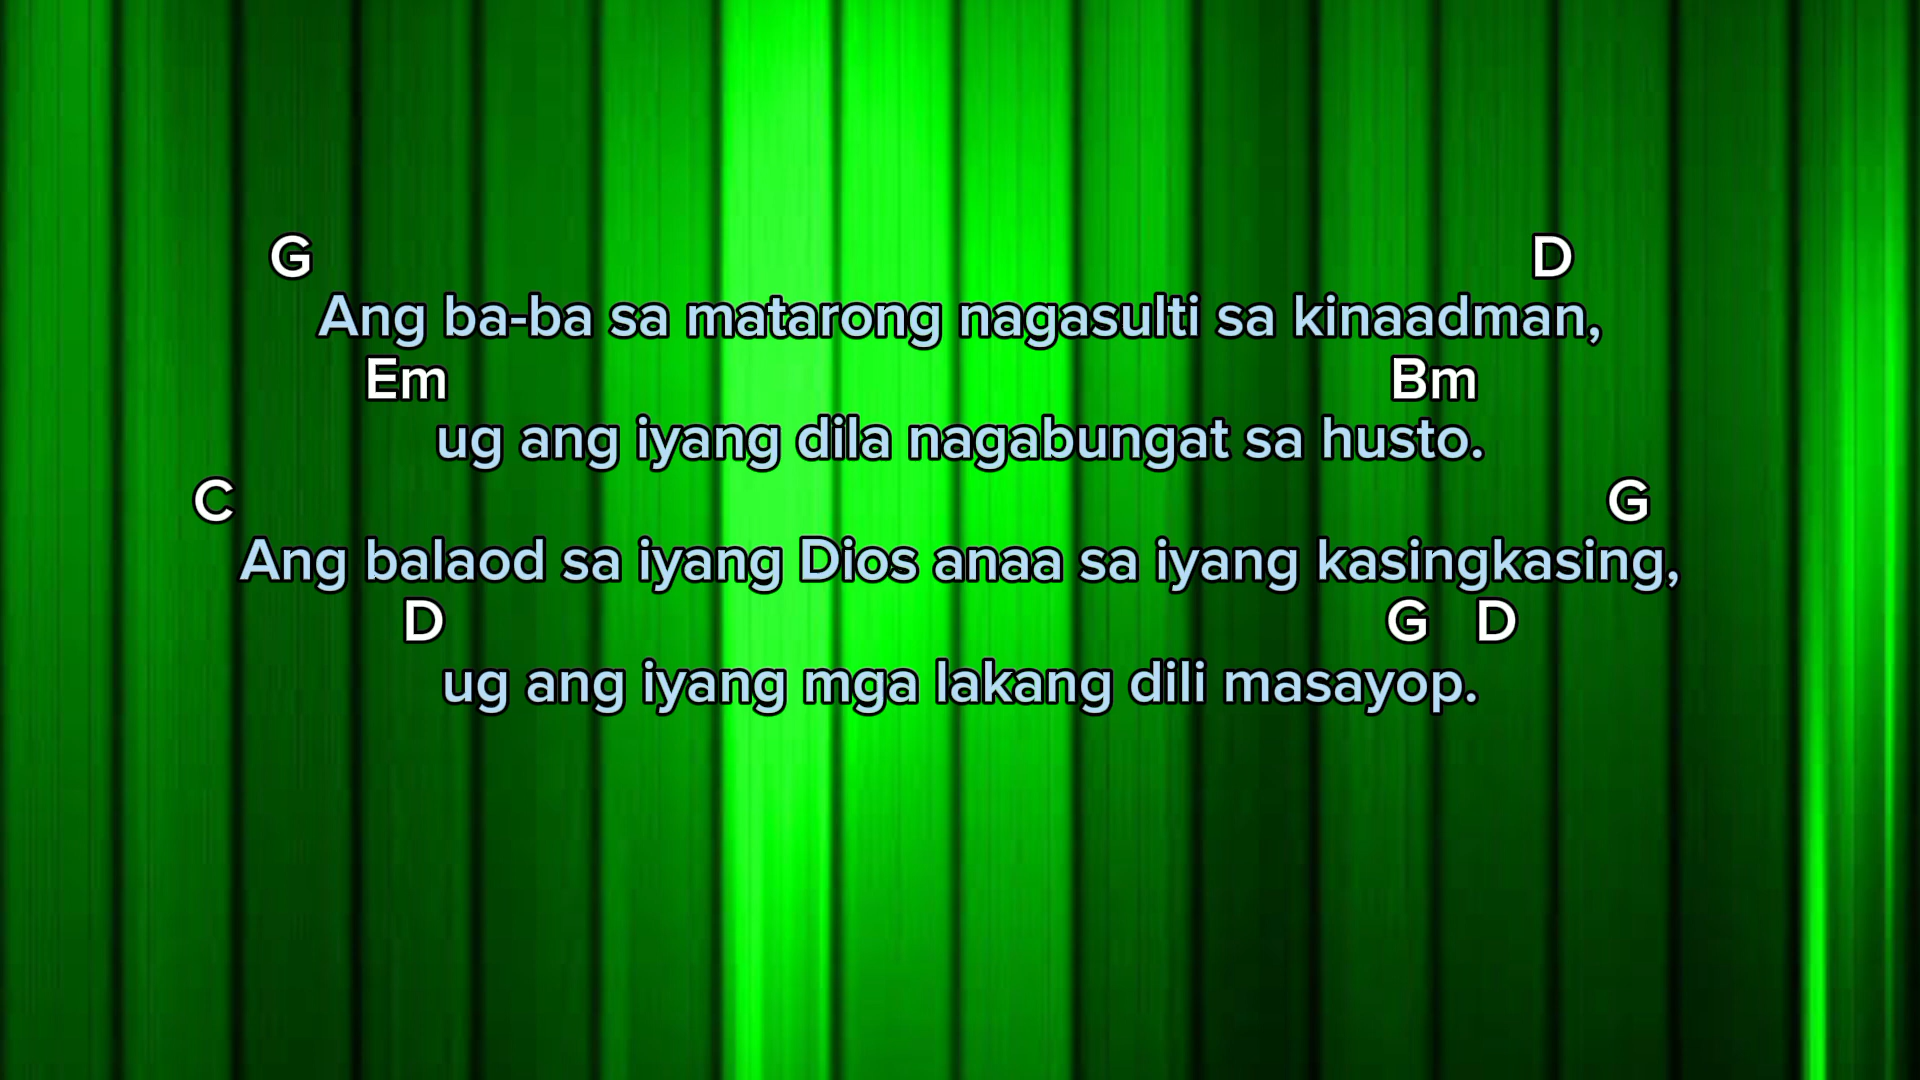 G D
Ang ba-ba sa matarong nagasulti sa kinaadman,
Em Bm
ug ang iyang dila nagabungat sa husto.
C G
Ang balaod sa iyang Dios anaa sa iyang kasingkasing,
D G D
ug ang iyang mga lakang dili masayop.